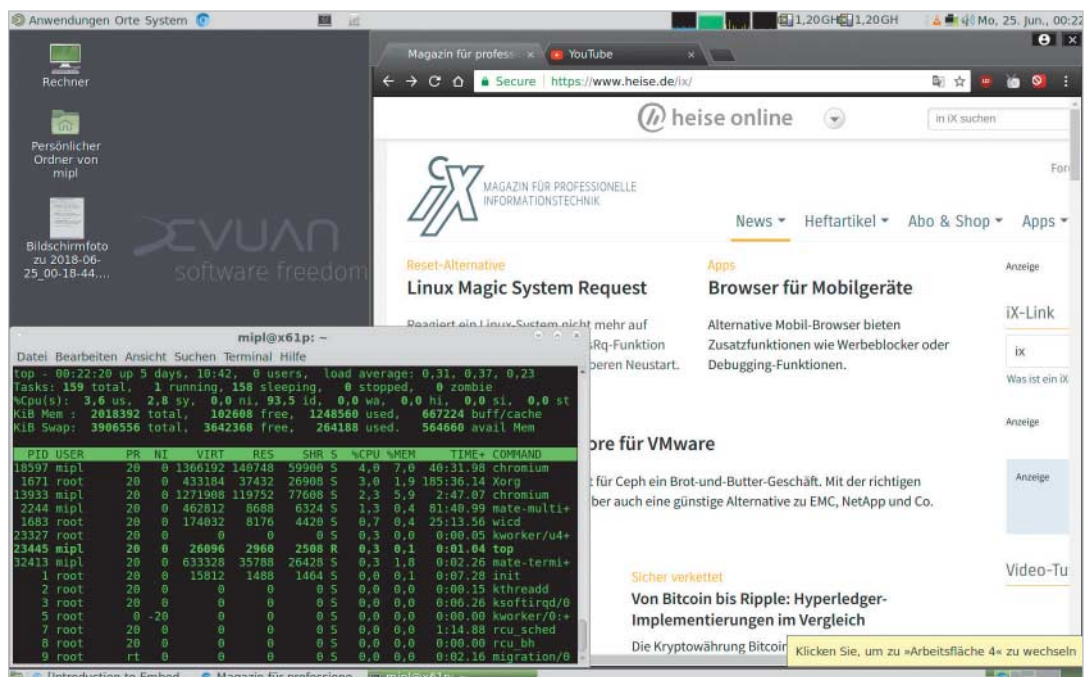 Anwendungen Orte System
1,20GH 1,20GH
Mo, 25. Jun., 00:22
Rechner
Persönlicher
Ordner von
mipl
Bildschirmfoto
zu 2018-06-
25_00-18-44....
DEVUAN
software freedom
Magazin für profess
YouTube
Secure https://www.heise.de/ix/
heise online
in iX suchen
iX
MAGAZIN FÜR PROFESSIONELLE
INFORMATIONSTECHNIK
News Heftartikel Abo & Shop Apps
Reset-Alternative
Linux Magic System Request
Reagiert ein Linux-System nicht mehr auf
sRq-Funktion
beren Neustart.
Apps
Browser für Mobilgeräte
Alternative Mobil-Browser bieten
Zusatzfunktionen wie Werbeblocker oder
Debugging-Funktionen.
Anzeige
iX-Link
ix
Was ist ein iX
Anzeige
Anzeige
Video-Tu
ore für VMware
t für Ceph ein Brot-und-Butter-Geschäft. Mit der richtigen
ber auch eine günstige Alternative zu EMC, NetApp und Co.
Sicher verkettet
Von Bitcoin bis Ripple: Hyperledger-
Implementierungen im Vergleich
Die Kryptowährung Bitcoin
Klicken Sie, um zu »Arbeitsfläche 4« zu wechseln
mipl@x61p: ~
Datei Bearbeiten Ansicht Suchen Terminal Hilfe
top - 00:22:20 up 5 days, 10:42, 0 users, load average: 0,31, 0,37, 0,23
Tasks: 159 total, 1 running, 158 sleeping, 0 stopped, 0 zombie
%Cpu(s): 3,6 us, 2,8 sy, 0,0 ni, 93,5 id, 0,0 wa, 0,0 hi, 0,0 si, 0,0 st
KiB Mem : 2018392 total, 102608 free, 1248560 used, 667224 buff/cache
KiB Swap: 3906556 total, 3642368 free, 264188 used. 564660 avail Mem
PID USER PR NI VIRT RES SHR S %CPU %MEM TIME+ COMMAND
18597 mipl 20 0 1366192 140748 59900 S 4,0 7,0 40:31.98 chromium
1671 root 20 0 433184 37432 26908 S 3,0 1,9 185:36.14 Xorg
13933 mipl 20 0 1271908 119752 77608 S 2,3 5,9 2:47.07 chromium
2244 mipl 20 0 462812 8688 6324 S 1,3 0,4 81:40.99 mate-multi+
1683 root 20 0 174032 8176 4420 S 0,7 0,4 25:13.56 wicd
23327 root 20 0 0 0 0 S 0,3 0,0 0:00.05 kworker/u4+
23445 mipl 20 0 26096 2960 2508 R 0,3 0,1 0:01.04 top
32413 mipl 20 0 633328 35788 26428 S 0,3 1,8 0:02.26 mate-termi+
1 root 20 0 15812 1488 1464 S 0,0 0,1 0:07.28 init
2 root 20 0 0 0 0 S 0,0 0,0 0:00.15 kthreadd
3 root 20 0 0 0 0 S 0,0 0,0 0:06.26 ksoftirqd/0
5 root 0 -20 0 0 0 S 0,0 0,0 0:00.00 kworker/0:+
7 root 20 0 0 0 0 S 0,0 0,0 1:14.88 rcu_sched
8 root 20 0 0 0 0 S 0,0 0,0 0:00.00 rcu_bh
9 root rt 0 0 0 0 S 0,0 0,0 0:02.16 migration/0